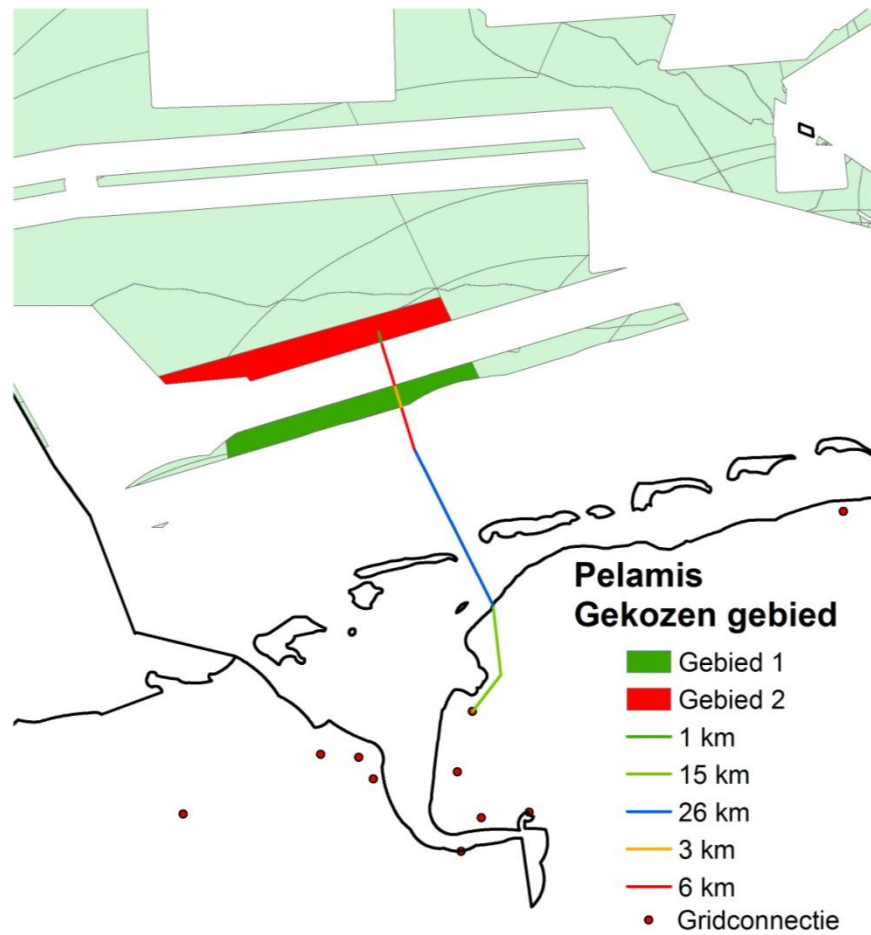 Pelamis
Gekozen gebied
Gebied 1
Gebied 2
1 km
15 km
26 km
3 km
6 km
Gridconnectie